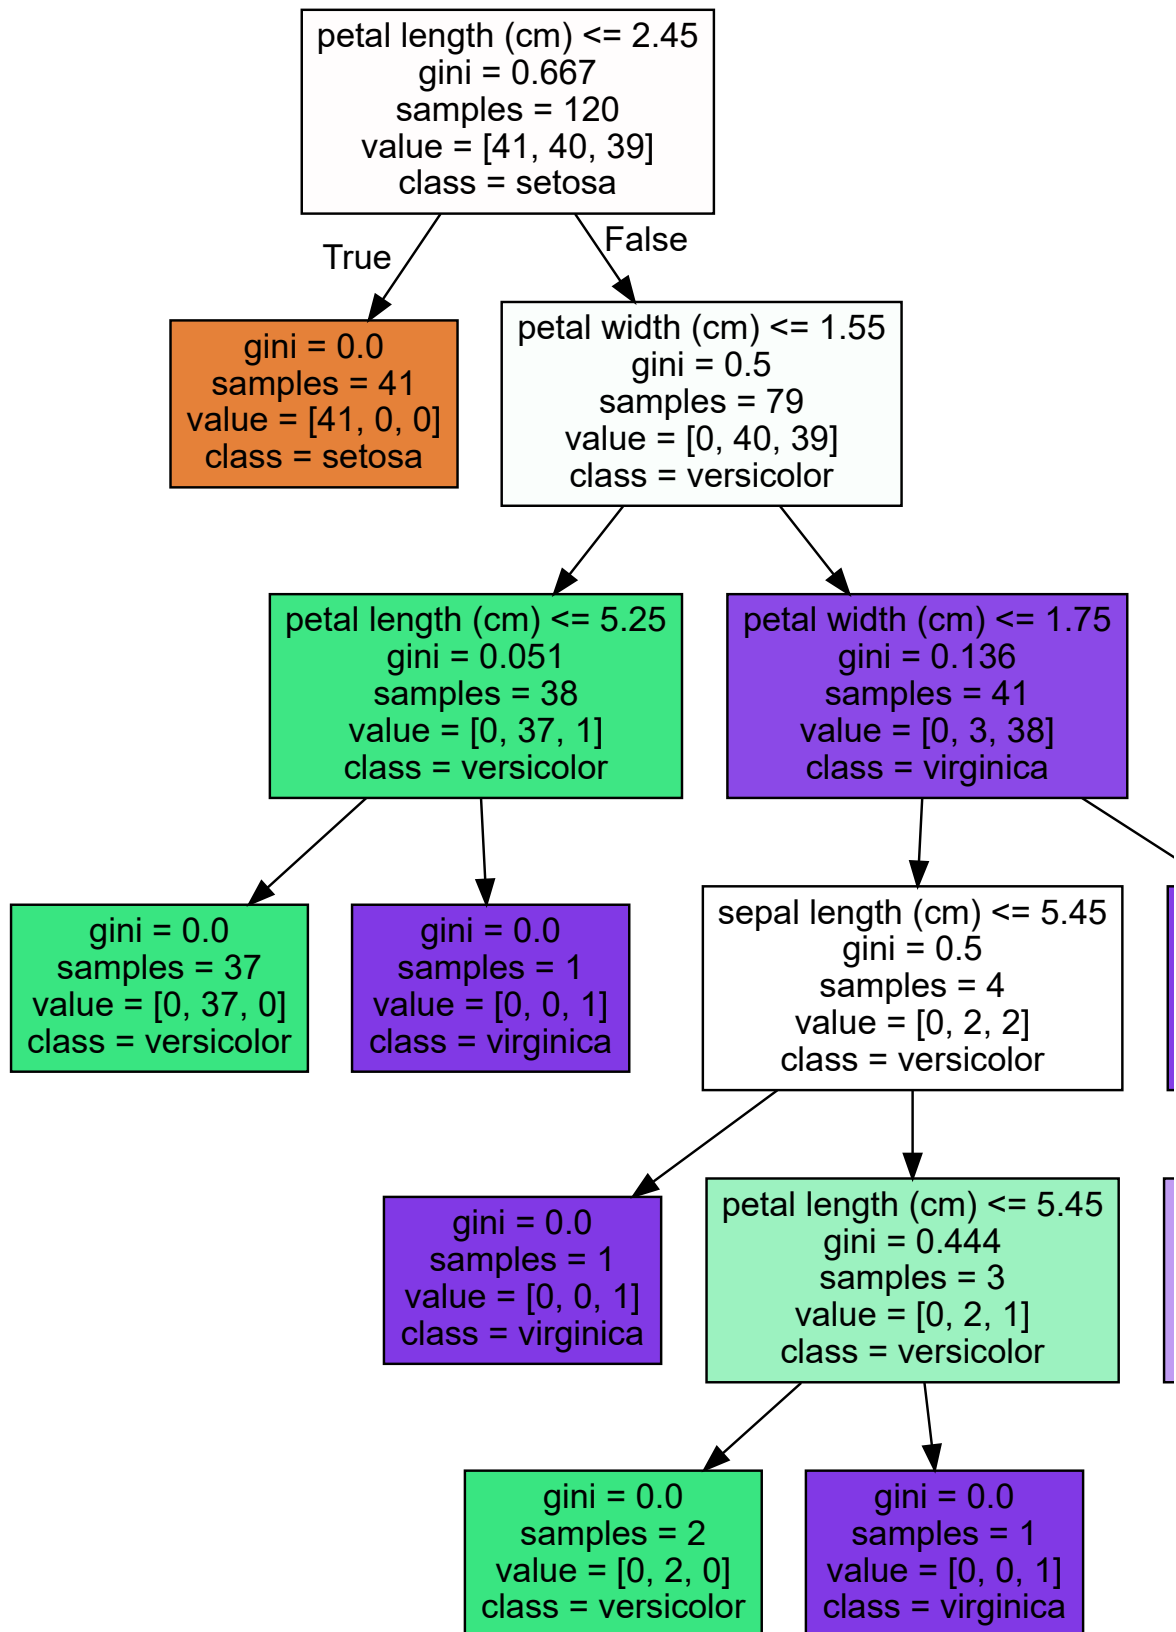 petal length (cm) <= 2.45
gini = 0.667
samples = 120
value = [41, 40, 39]
class = setosa
True
False
gini = 0.0
samples = 41
value = [41, 0, 0]
class = setosa
petal width (cm) <= 1.55
gini = 0.5
samples = 79
value = [0, 40, 39]
class = versicolor
petal length (cm) <= 5.25
gini = 0.051
samples = 38
value = [0, 37, 1]
class = versicolor
petal width (cm) <= 1.75
gini = 0.136
samples = 41
value = [0, 3, 38]
class = virginica
gini = 0.0
samples = 37
value = [0, 37, 0]
class = versicolor
gini = 0.0
samples = 1
value = [0, 0, 1]
class = virginica
sepal length (cm) <= 5.45
gini = 0.5
samples = 4
value = [0, 2, 2]
class = versicolor
gini = 0.0
samples = 1
value = [0, 0, 1]
class = virginica
petal length (cm) <= 5.45
gini = 0.444
samples = 3
value = [0, 2, 1]
class = versicolor
gini = 0.0
samples = 2
value = [0, 2, 0]
class = versicolor
gini = 0.0
samples = 1
value = [0, 0, 1]
class = virginica